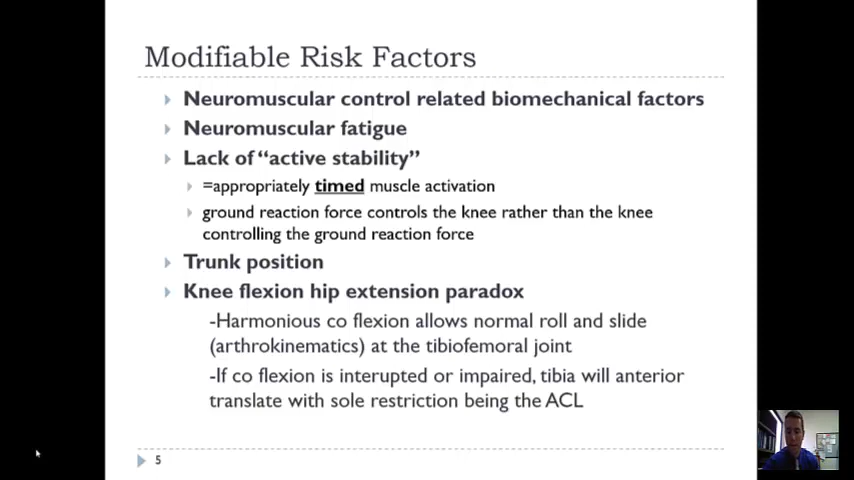 Modifiable Risk Factors
Neuromuscular control related biomechanical factors
Neuromuscular fatigue
Lack of “active stability”
=appropriately timed muscle activation
ground reaction force controls the knee rather than the knee
controlling the ground reaction force
Trunk position
Knee flexion hip extension paradox
-Harmonious co flexion allows normal roll and slide
(arthrokinematics) at the tibiofemoral joint
-If co flexion is interupted or impaired, tibia will anterior
translate with sole restriction being the ACL
5